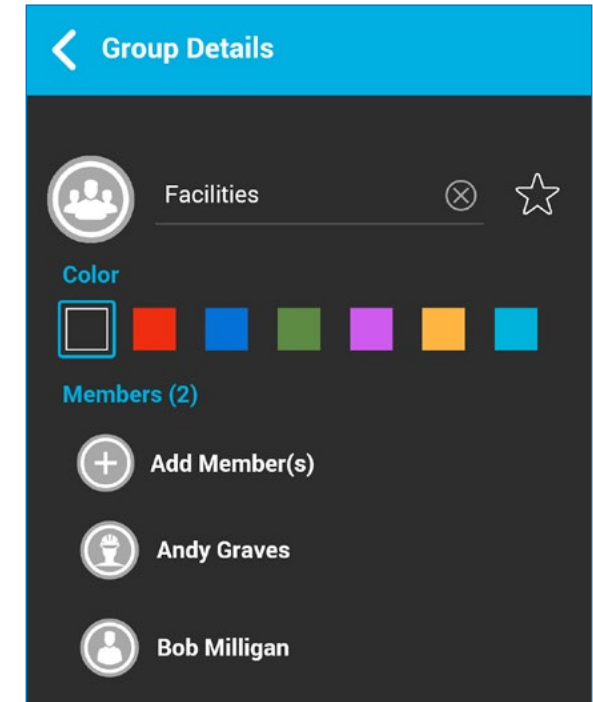 Group Details
Facilities
Color
Members (2)
Add Member(s)
Andy Graves
Bob Milligan